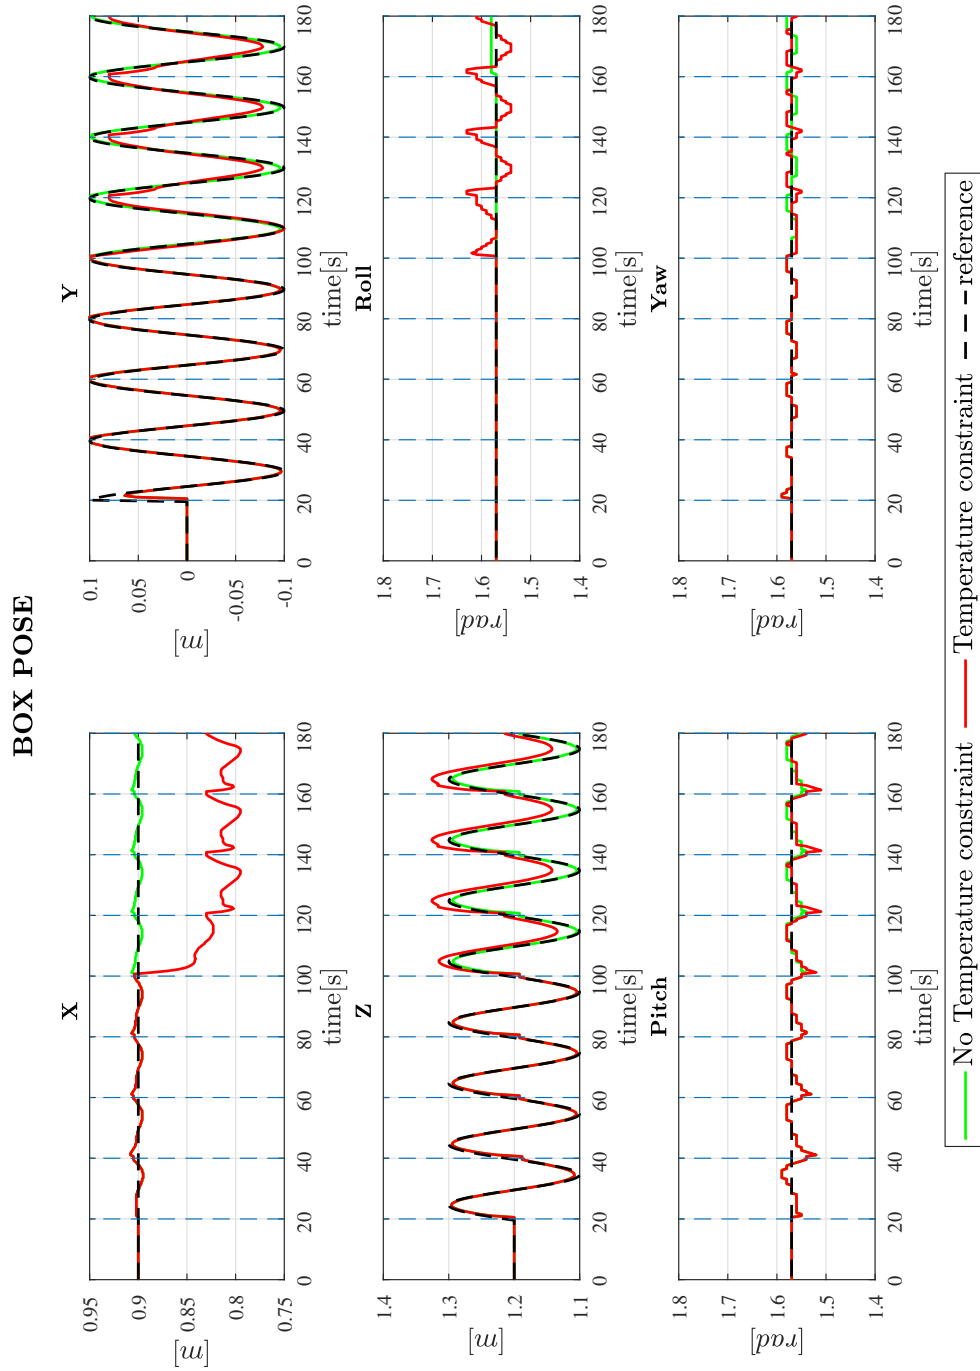 BOX POSE
X
0.95
0.9
0.85
0.8
0.75
[m]
0 20 40 60 80 100 120 140 160 180
time[s]
Y
0.1
0.05
0
-0.05
-0.1
[m]
0 20 40 60 80 100 120 140 160 180
time[s]
Z
1.4
1.3
1.2
1.1
[m]
0 20 40 60 80 100 120 140 160 180
time[s]
Roll
1.8
1.7
1.6
1.5
1.4
[rad]
0 20 40 60 80 100 120 140 160 180
time[s]
Pitch
1.8
1.7
1.6
1.5
1.4
[rad]
0 20 40 60 80 100 120 140 160 180
time[s]
Yaw
1.8
1.7
1.6
1.5
1.4
[rad]
0 20 40 60 80 100 120 140 160 180
time[s]
No Temperature constraint Temperature constraint reference